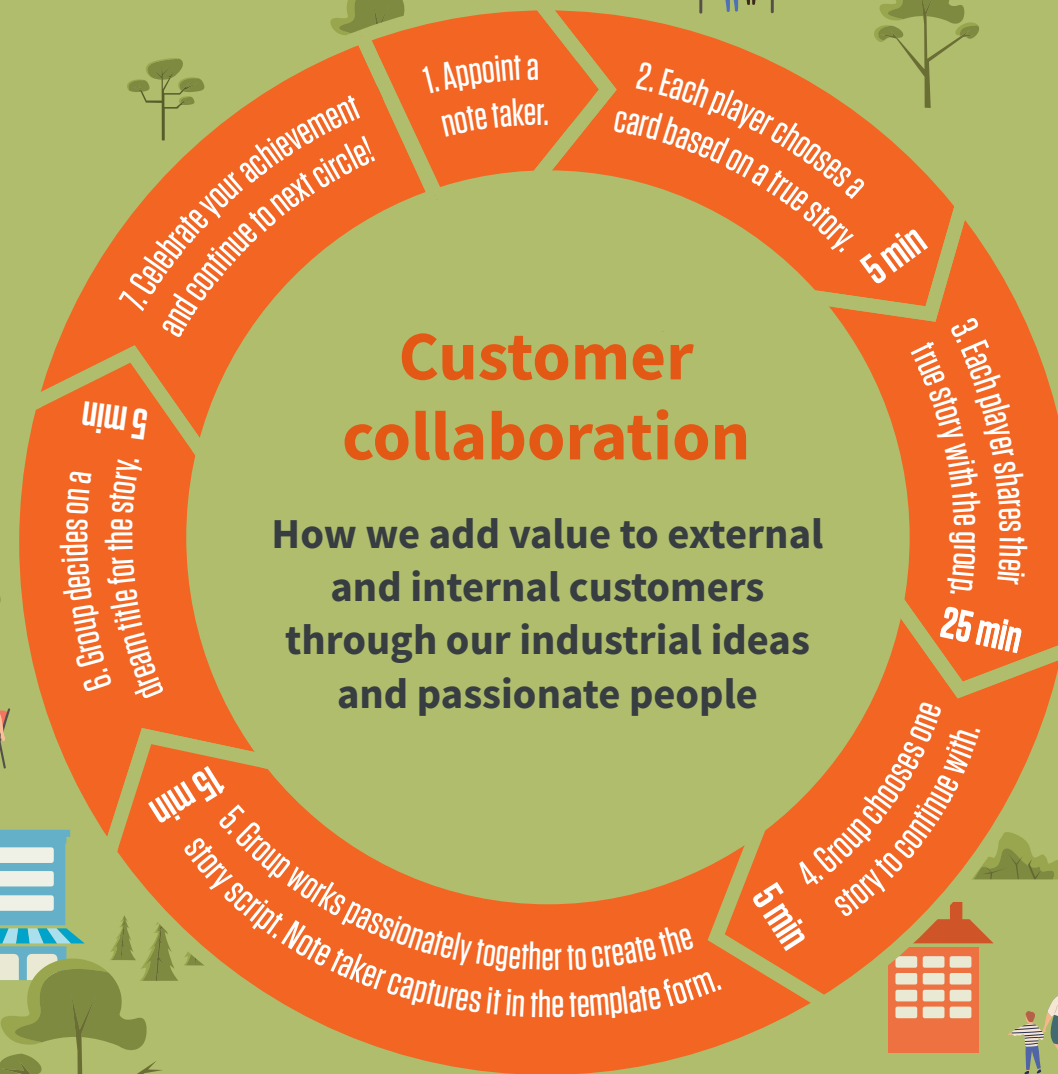 1. Appoint a
note taker.
2. Each player chooses a
card based on a true story.
5 min
3. Each player shares their
true story with the group.
25 min
4. Group chooses one
story to continue with.
5 min
5. Group works passionately together to create the
story script. Note taker captures it in the template form.
15 min
6. Group decides on a
dream title for the story.
5 min
7. Celebrate your achievement
and continue to next circle!
Customer
collaboration
How we add value to external
and internal customers
through our industrial ideas
and passionate people